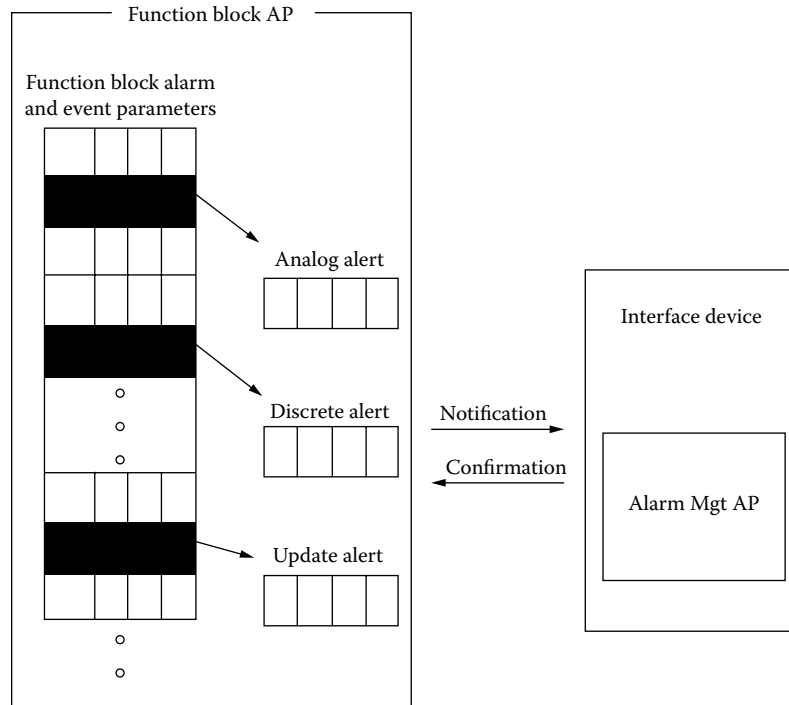 Function block AP
Function block alarm
and event parameters
Analog alert
Interface device
Discrete alert
Notification
Confirmation
Alarm Mgt AP
Update alert